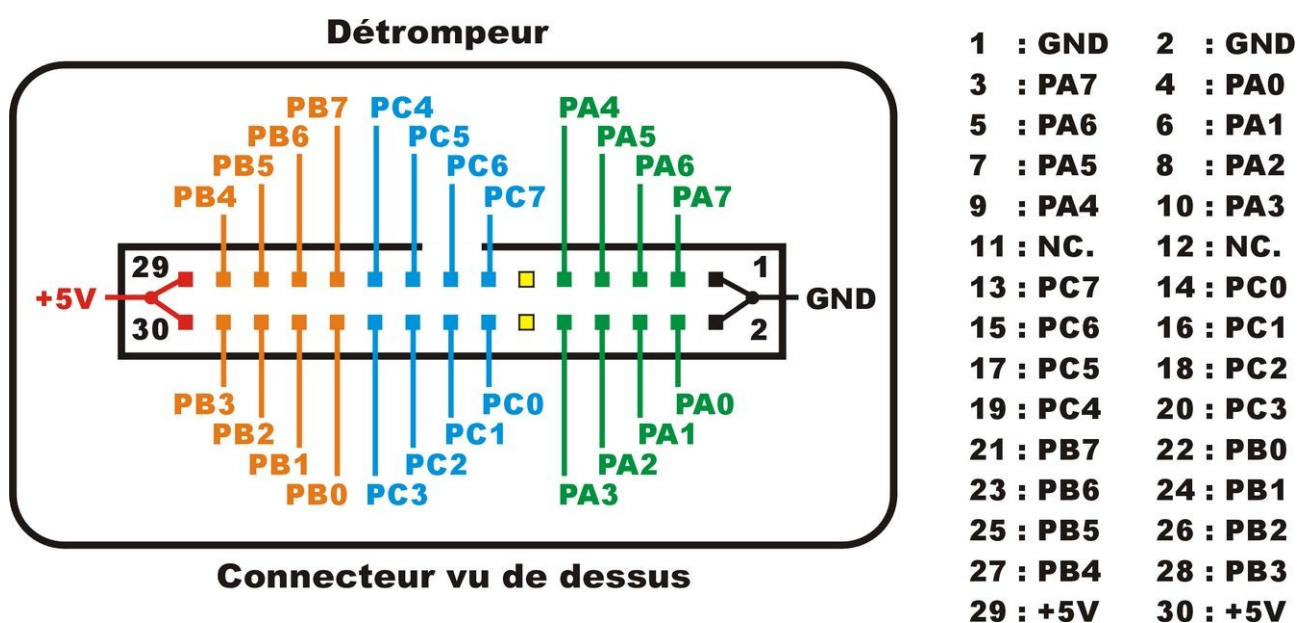 Détrompeur
PB7 PC4 PA4
PB6 PC5 PA5
PB5 PC6 PA6
PB4 PC7 PA7
29 1
+5V GND
30 2
PB3 PC0 PA0
PB2 PC1 PA1
PB1 PC2 PA2
PB0 PC3 PA3
Connecteur vu de dessus
1 : GND 2 : GND
3 : PA7 4 : PA0
5 : PA6 6 : PA1
7 : PA5 8 : PA2
9 : PA4 10 : PA3
11 : NC. 12 : NC.
13 : PC7 14 : PC0
15 : PC6 16 : PC1
17 : PC5 18 : PC2
19 : PC4 20 : PC3
21 : PB7 22 : PB0
23 : PB6 24 : PB1
25 : PB5 26 : PB2
27 : PB4 28 : PB3
29 : +5V 30 : +5V